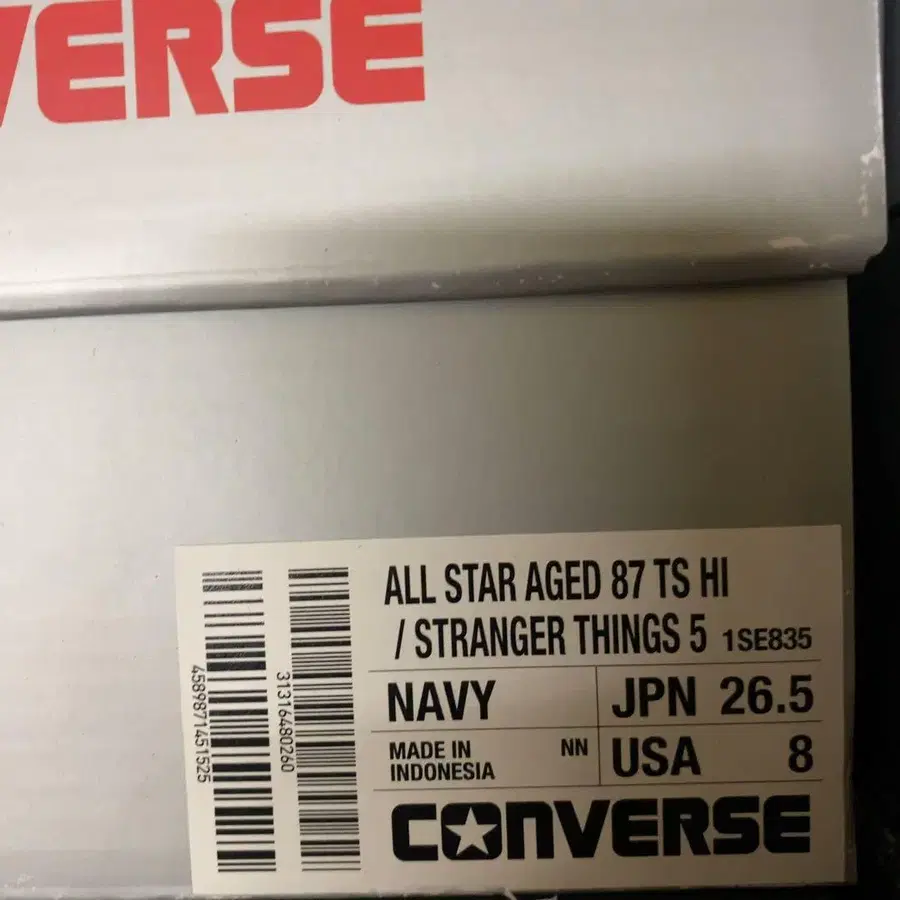 VERSE
ALL STAR AGED 87 TS HI
/ STRANGER THINGS 5 1SE835
NAVY
JPN 26.5
MADE IN
INDONESIA
NN
USA 8
CONVERSE
4589871451525
31316480260